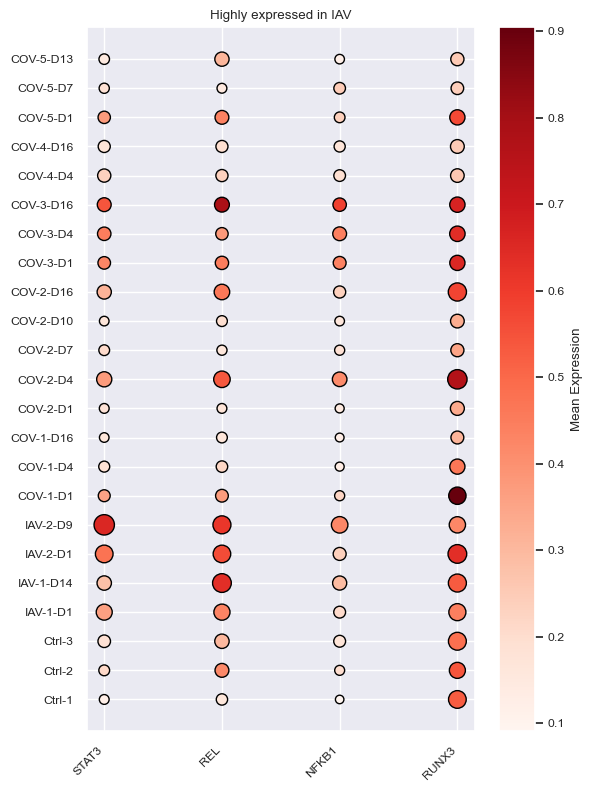 Highly expressed in IAV
COV-5-D13
COV-5-D7
COV-5-D1
COV-4-D16
COV-4-D4
COV-3-D16
COV-3-D4
COV-3-D1
COV-2-D16
COV-2-D10
COV-2-D7
COV-2-D4
COV-2-D1
COV-1-D16
COV-1-D4
COV-1-D1
IAV-2-D9
IAV-2-D1
IAV-1-D14
IAV-1-D1
Ctrl-3
Ctrl-2
Ctrl-1
STAT3
REL
NFKB1
RUNX3
0.9
0.8
0.7
0.6
0.5
0.4
0.3
0.2
0.1
Mean Expression